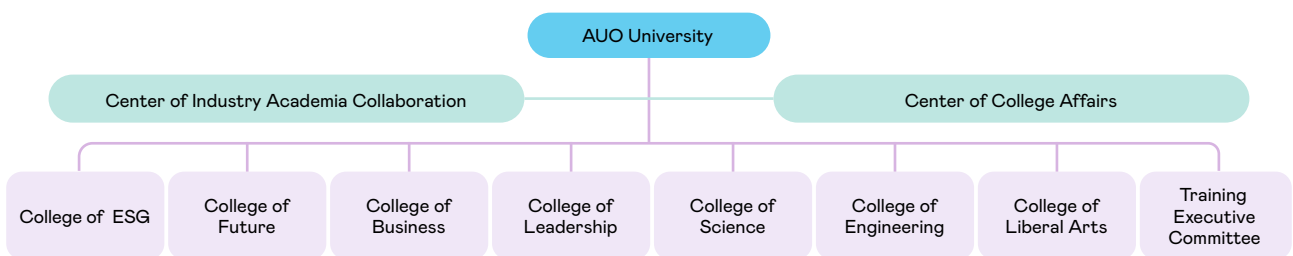 AUO University
Center of Industry Academia Collaboration
Center of College Affairs
College of ESG
College of
Future
College of
Business
College of
Leadership
College of
Science
College of
Engineering
College of
Liberal Arts
Training
Executive
Committee